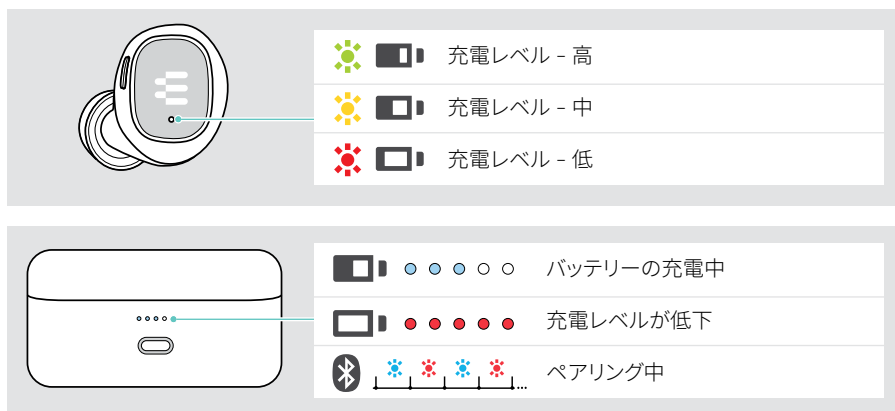 充電レベル – 高
充電レベル – 中
充電レベル – 低
バッテリーの充電中
充電レベルが低下
...ペアリング中